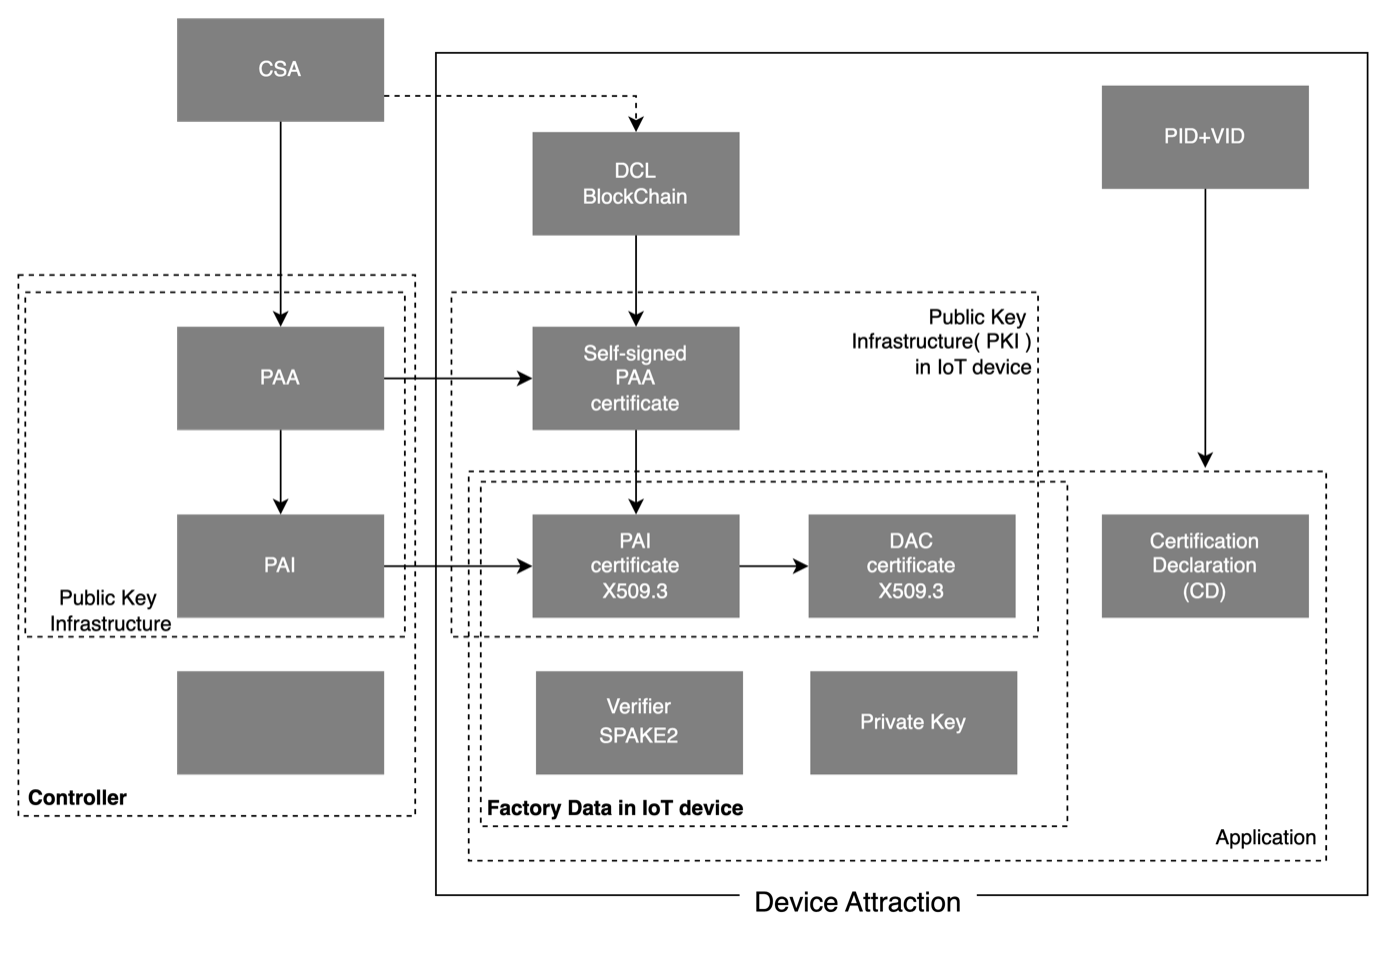 CSA
DCL
BlockChain
PID+VID
Public Key
Infrastructure( PKI )
in IoT device
PAA
Self-signed
PAA
certificate
PAI
PAI
certificate
X509.3
DAC
certificate
X509.3
Certification
Declaration
(CD)
Public Key
Infrastructure
Verifier
SPAKE2
Private Key
Controller
Factory Data in IoT device
Application
Device Attraction